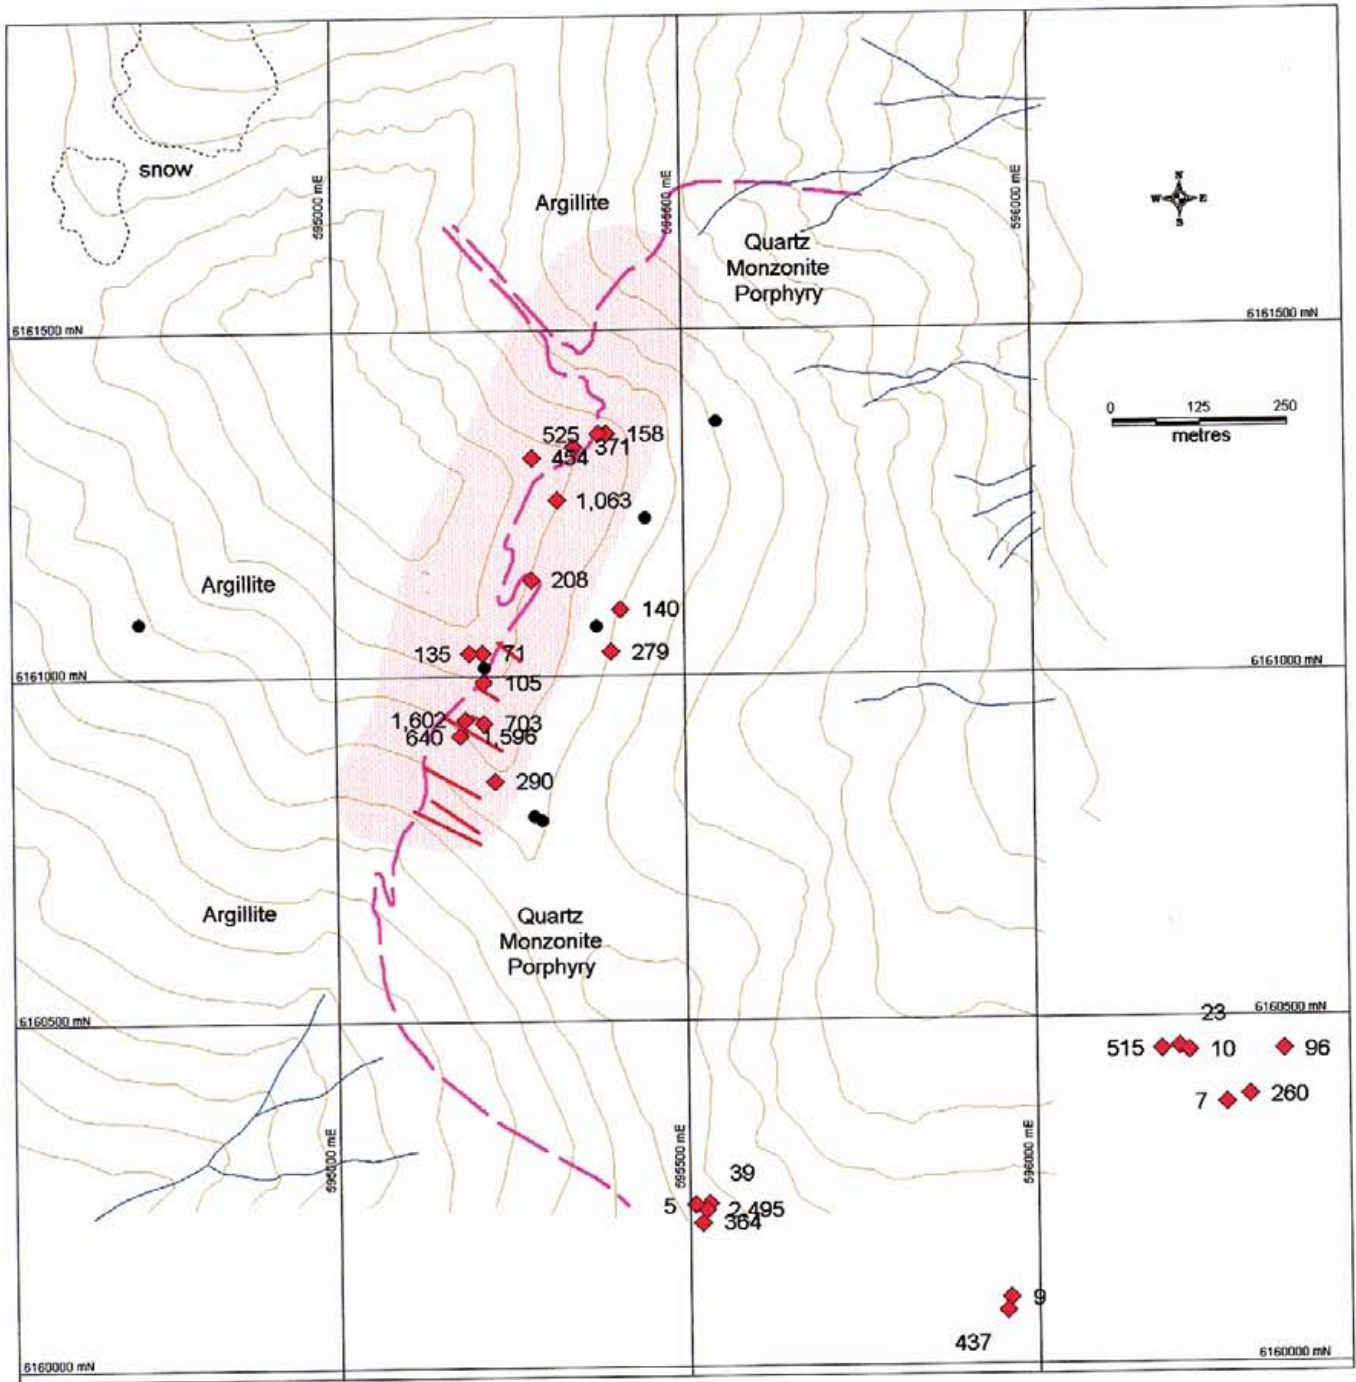 snow
595000 mE
Argillite
595500 mE
596000 mE
N
W E
S
Quartz
Monzonite
Porphyry
6161500 mN
6161500 mN
0 125 250
metres
525 158
371
454
1,063
Argillite
208
140
135 71
279
6161000 mN
6161000 mN
105
1,602 703
640 1,596
290
Argillite
Quartz
Monzonite
Porphyry
6160500 mN
6160500 mN
23
515 10 96
7 260
595000 mE
595500 mE
596000 mE
39
5 2,495
364
9
437
6160000 mN
6160000 mN